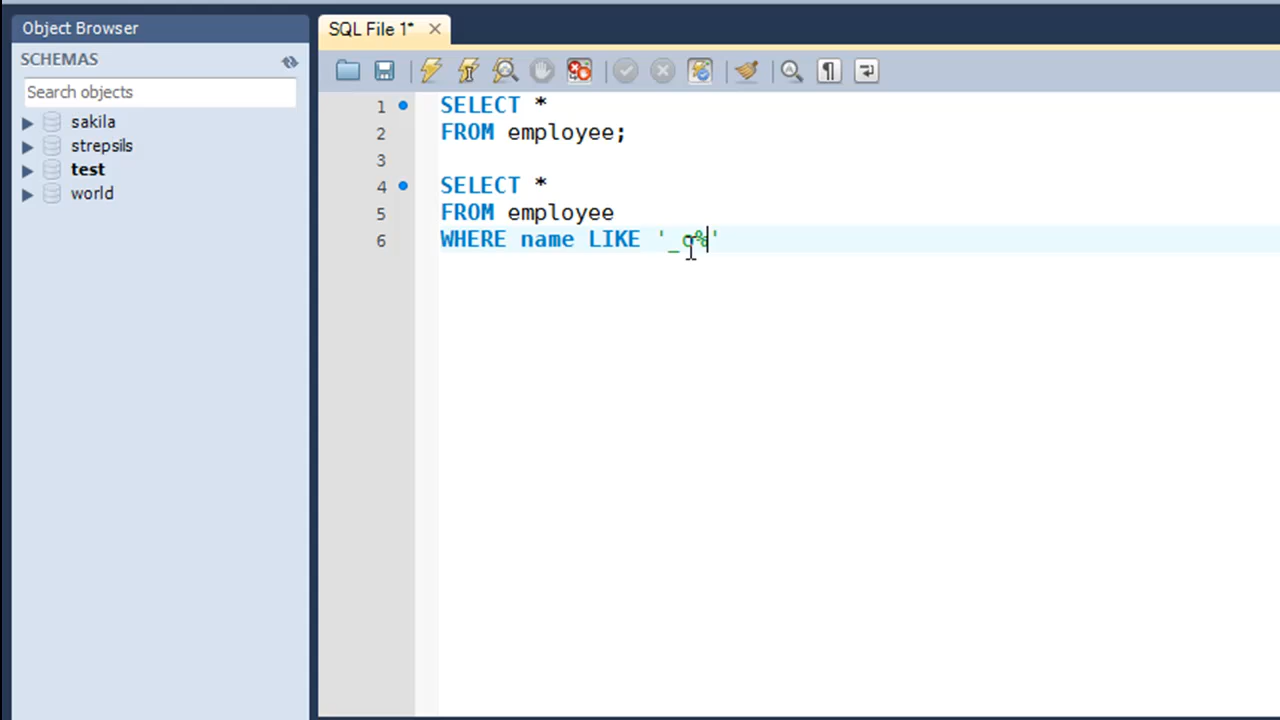 Object Browser
SCHEMAS
Search objects
sakila
strepsils
test
world
SQL File 1*
1 SELECT *
2 FROM employee;
3
4 SELECT *
5 FROM employee
6 WHERE name LIKE